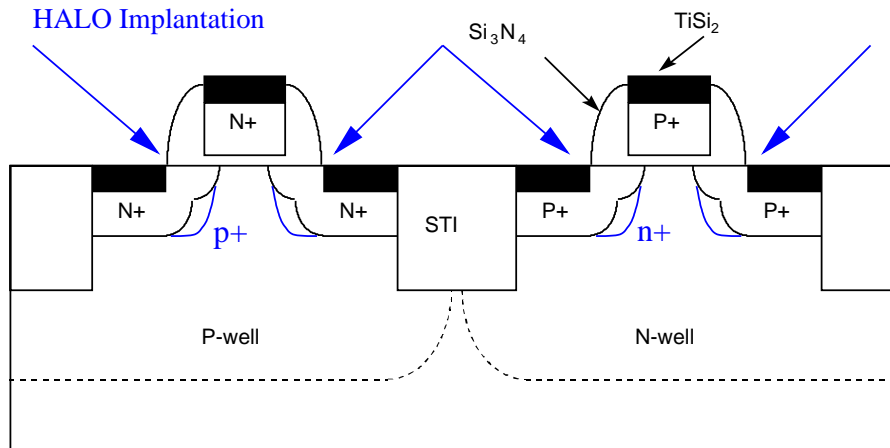 HALO Implantation
Si₃N₄
TiSi₂
N+
P+
N+
N+
P+
P+
p+
STI
n+
P-well
N-well